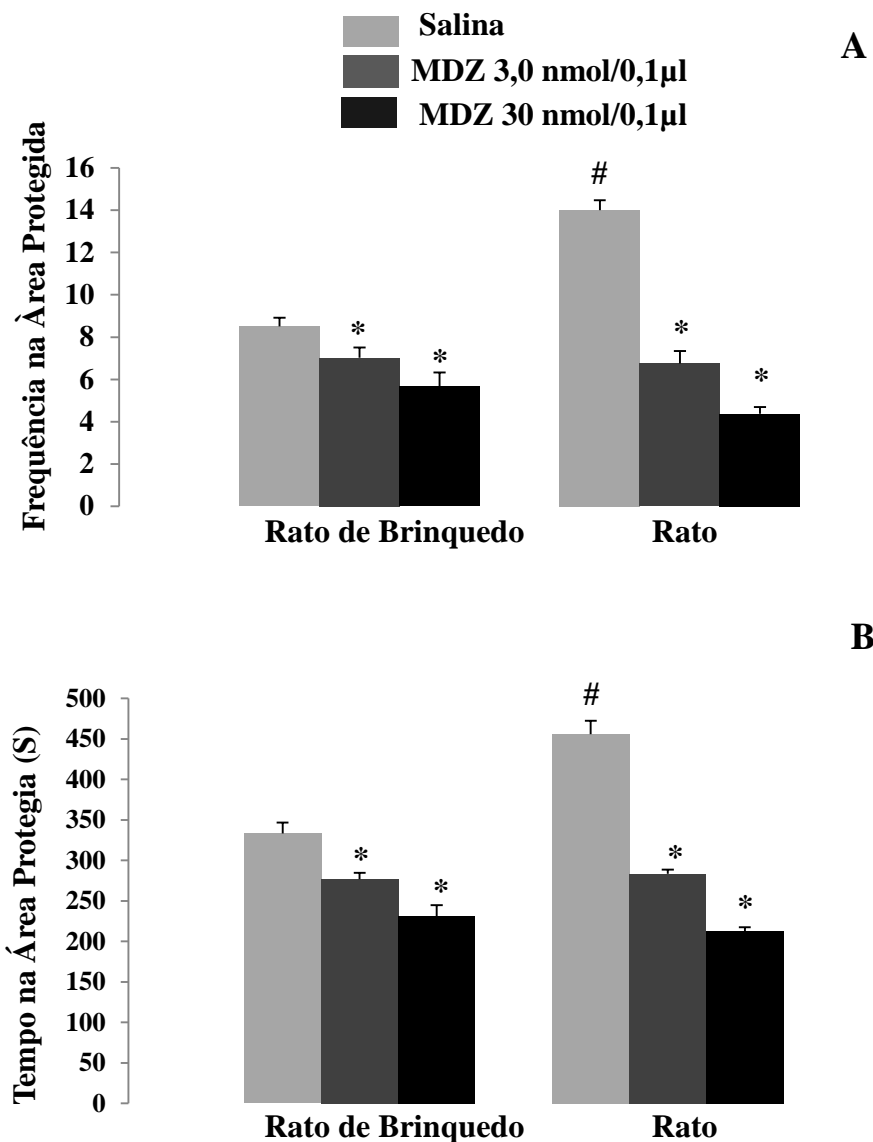 Salina
A
MDZ 3,0 nmol/0,1µl
MDZ 30 nmol/0,1µl
Frequência na Àrea Protegida
16
14
12
10
8
6
4
2
0
#
*
*
*
*
Rato de Brinquedo
Rato
B
Tempo na Área Protegia (S)
500
450
400
350
300
250
200
150
100
50
0
#
*
*
*
*
Rato de Brinquedo
Rato